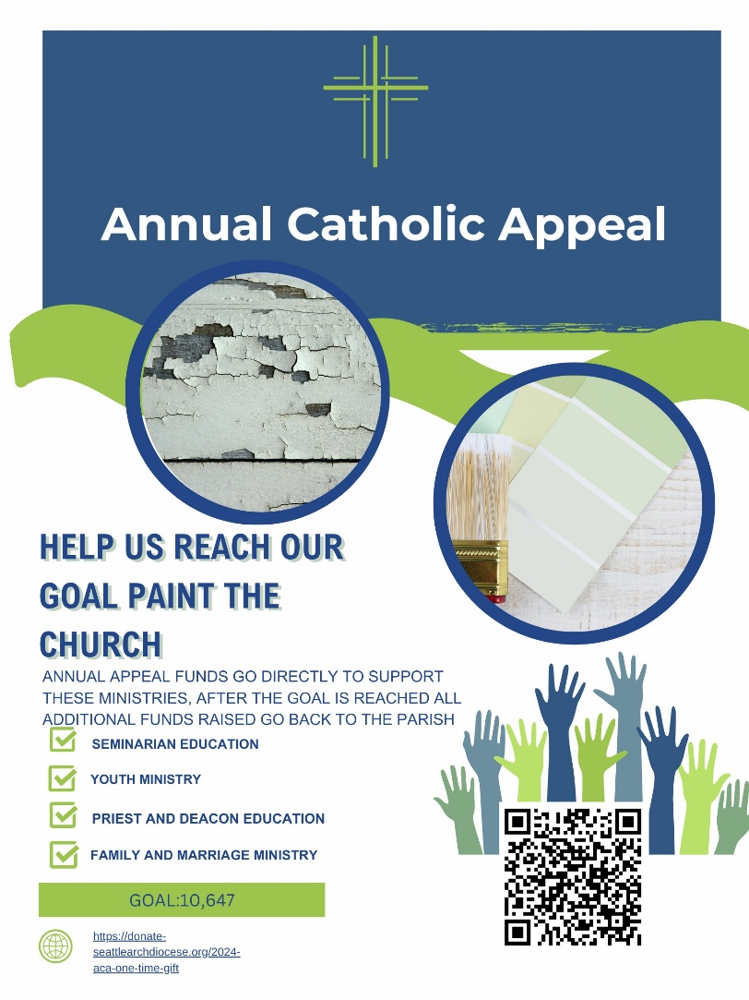 Annual Catholic Appeal
HELP US REACH OUR
GOAL PAINT THE
CHURCH
ANNUAL APPEAL FUNDS GO DIRECTLY TO SUPPORT
THESE MINISTRIES, AFTER THE GOAL IS REACHED ALL
ADDITIONAL FUNDS RAISED GO BACK TO THE PARISH
SEMINARIAN EDUCATION
YOUTH MINISTRY
PRIEST AND DEACON EDUCATION
FAMILY AND MARRIAGE MINISTRY
GOAL:10,647
https://donate-
seattlearchdiocese.org/2024-
aca-one-time-gift